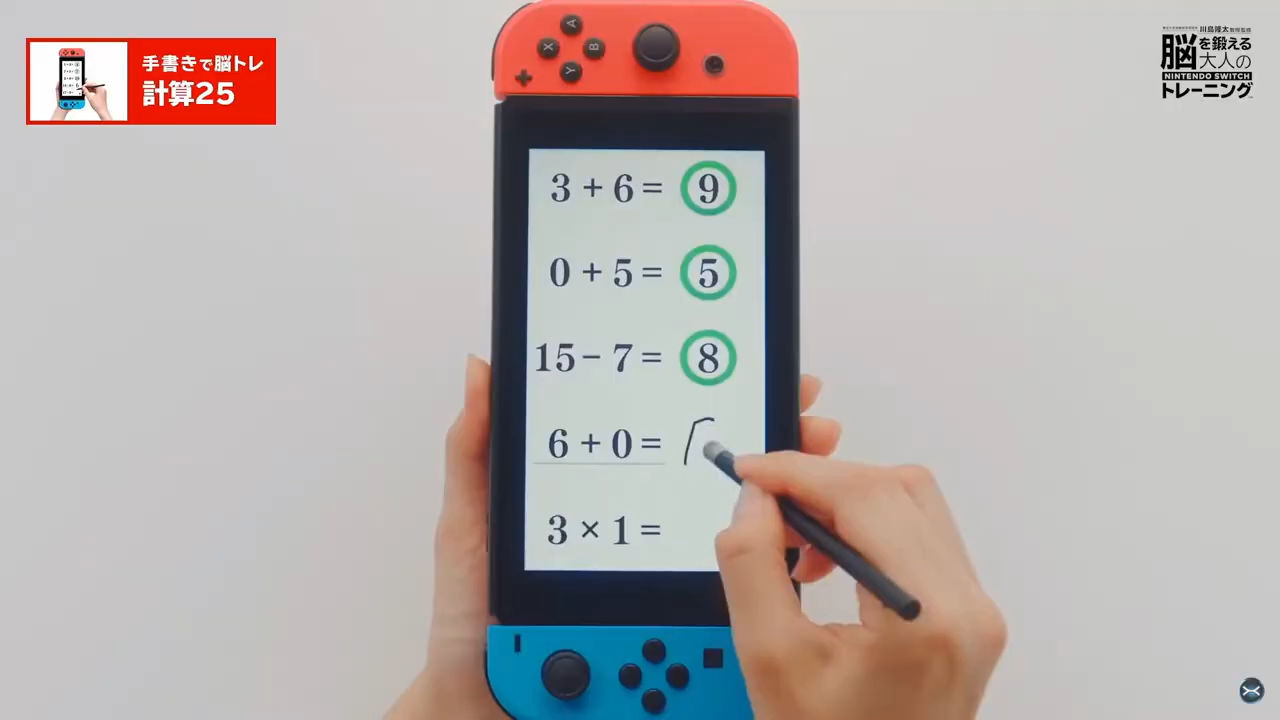 手書きで脳トレ
計算25
川島隆太教授監修
脳を鍛える
大人の
NINTENDO SWITCH
トレーニング
A
X
B
Y
3 + 6 = 9
0 + 5 = 5
15 − 7 = 8
6 + 0 =
3 × 1 =